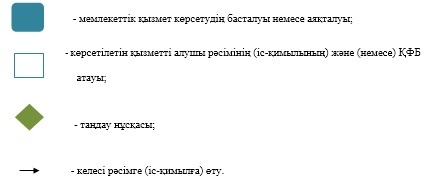 - мемлекеттік қызмет көрсетудің басталуы немесе аяқталуы;
- көрсетілетін қызметті алушы рәсімінің (іс-қимылының) және (немесе) ҚФБ
атауы;
- таңдау нұсқасы;
- келесі рәсімге (іс-қимылға) өту.